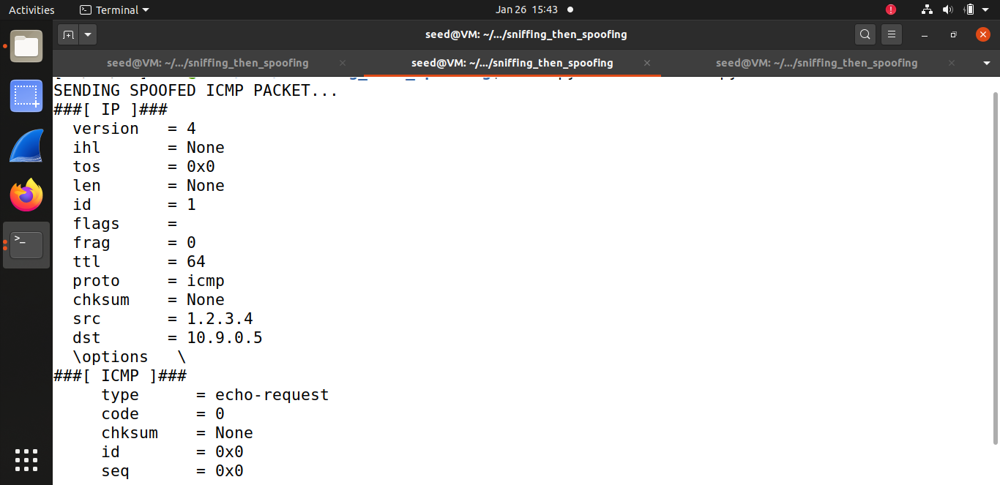 Activities Terminal Jan 26 15:43
seed@VM: ~/.../sniffing_then_spoofing
seed@VM: ~/.../sniffing_then_spoofing × seed@VM: ~/.../sniffing_then_spoofing × seed@VM: ~/.../sniffing_then_spoofing ×
SENDING SPOOFED ICMP PACKET...
###[ IP ]###
  version   = 4
  ihl       = None
  tos       = 0x0
  len       = None
  id        = 1
  flags     =
  frag      = 0
  ttl       = 64
  proto     = icmp
  chksum    = None
  src       = 1.2.3.4
  dst       = 10.9.0.5
  \options   \
###[ ICMP ]###
     type      = echo-request
     code      = 0
     chksum    = None
     id        = 0x0
     seq       = 0x0